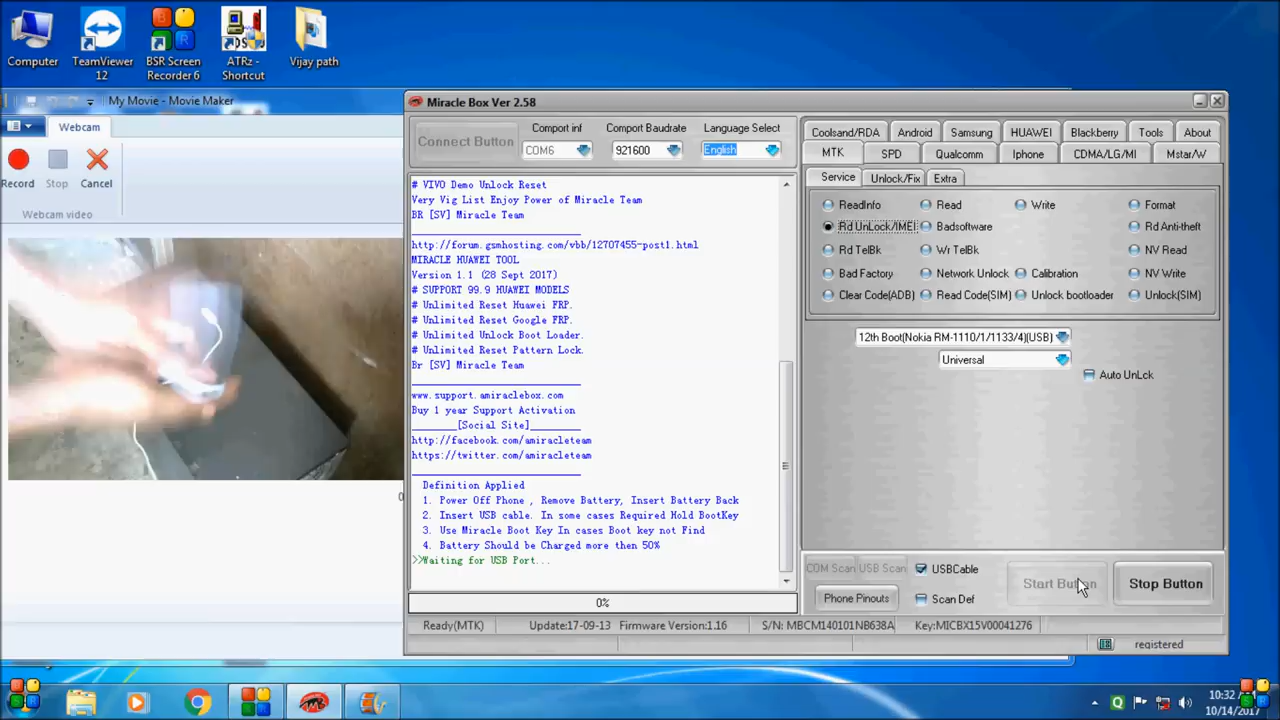 Computer
TeamViewer 12
BSR Screen Recorder 6
ATRz - Shortcut
Vijay path
My Movie - Movie Maker
Webcam
Record
Stop
Cancel
Webcam video
Miracle Box Ver 2.58
Connect Button
Comport inf
Comport Baudrate
Language Select
COM6
921600
English
# VIVO Demo Unlock Reset
Very Vig List Enjoy Power of Miracle Team
BR [SV] Miracle Team
http://forum.gsmhosting.com/vbb/12707455-post1.html
MIRACLE HUAWEI TOOL
Version 1.1 (28 Sept 2017)
# SUPPORT 99.9 HUAWEI MODELS
# Unlimited Reset Huawei FRP.
# Unlimited Reset Google FRP.
# Unlimited Unlock Boot Loader.
# Unlimited Reset Pattern Lock.
Br [SV] Miracle Team
www.support.amiraclebox.com
Buy 1 year Support Activation
_______[Social Site]_______
http://facebook.com/amiracleteam
https://twitter.com/amiracleteam
Definition Applied
1. Power Off Phone , Remove Battery, Insert Battery Back
2. Insert USB cable. In some cases Required Hold BootKey
3. Use Miracle Boot Key In cases Boot key not Find
4. Battery Should be Charged more then 50%
>>Waiting for USB Port...
0%
Coolsand/RDA
Android
Samsung
HUAWEI
Blackberry
Tools
About
MTK
SPD
Qualcomm
Iphone
CDMA/LG/MI
Mstar/W
Service
Unlock/Fix
Extra
ReadInfo
Read
Write
Format
Rd UnLock/IMEI
Badsoftware
Rd Anti-theft
Rd TelBk
Wr TelBk
NV Read
Bad Factory
Network Unlock
Calibration
NV Write
Clear Code(ADB)
Read Code(SIM)
Unlock bootloader
Unlock(SIM)
12th Boot(Nokia RM-1110/1/1133/4)(USB)
Universal
Auto UnLck
COM Scan
USB Scan
USBCable
Start Button
Stop Button
Phone Pinouts
Scan Def
Ready(MTK)
Update:17-09-13
Firmware Version:1.16
S/N: MBCM140101NB638A
Key:MICBX15V00041276
registered
10:32
10/14/2017